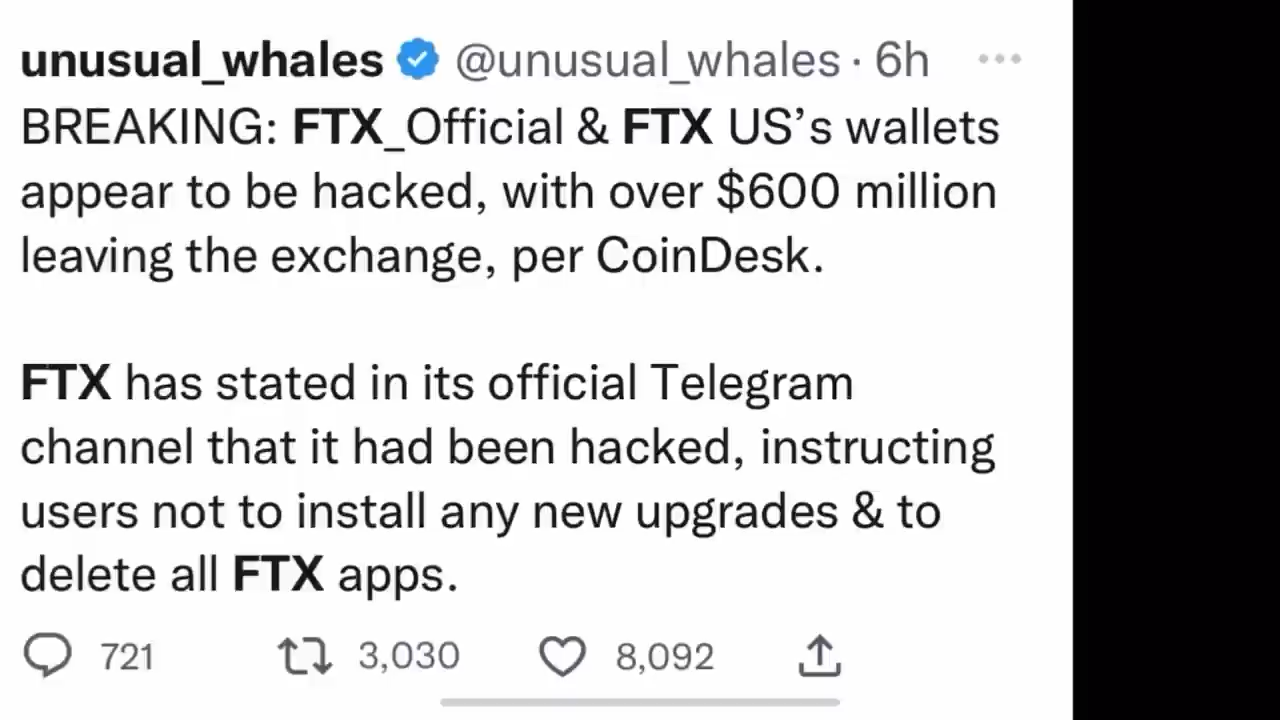 unusual_whales @unusual_whales · 6h
BREAKING: FTX_Official & FTX US’s wallets
appear to be hacked, with over $600 million
leaving the exchange, per CoinDesk.
FTX has stated in its official Telegram
channel that it had been hacked, instructing
users not to install any new upgrades & to
delete all FTX apps.
721 3,030 8,092